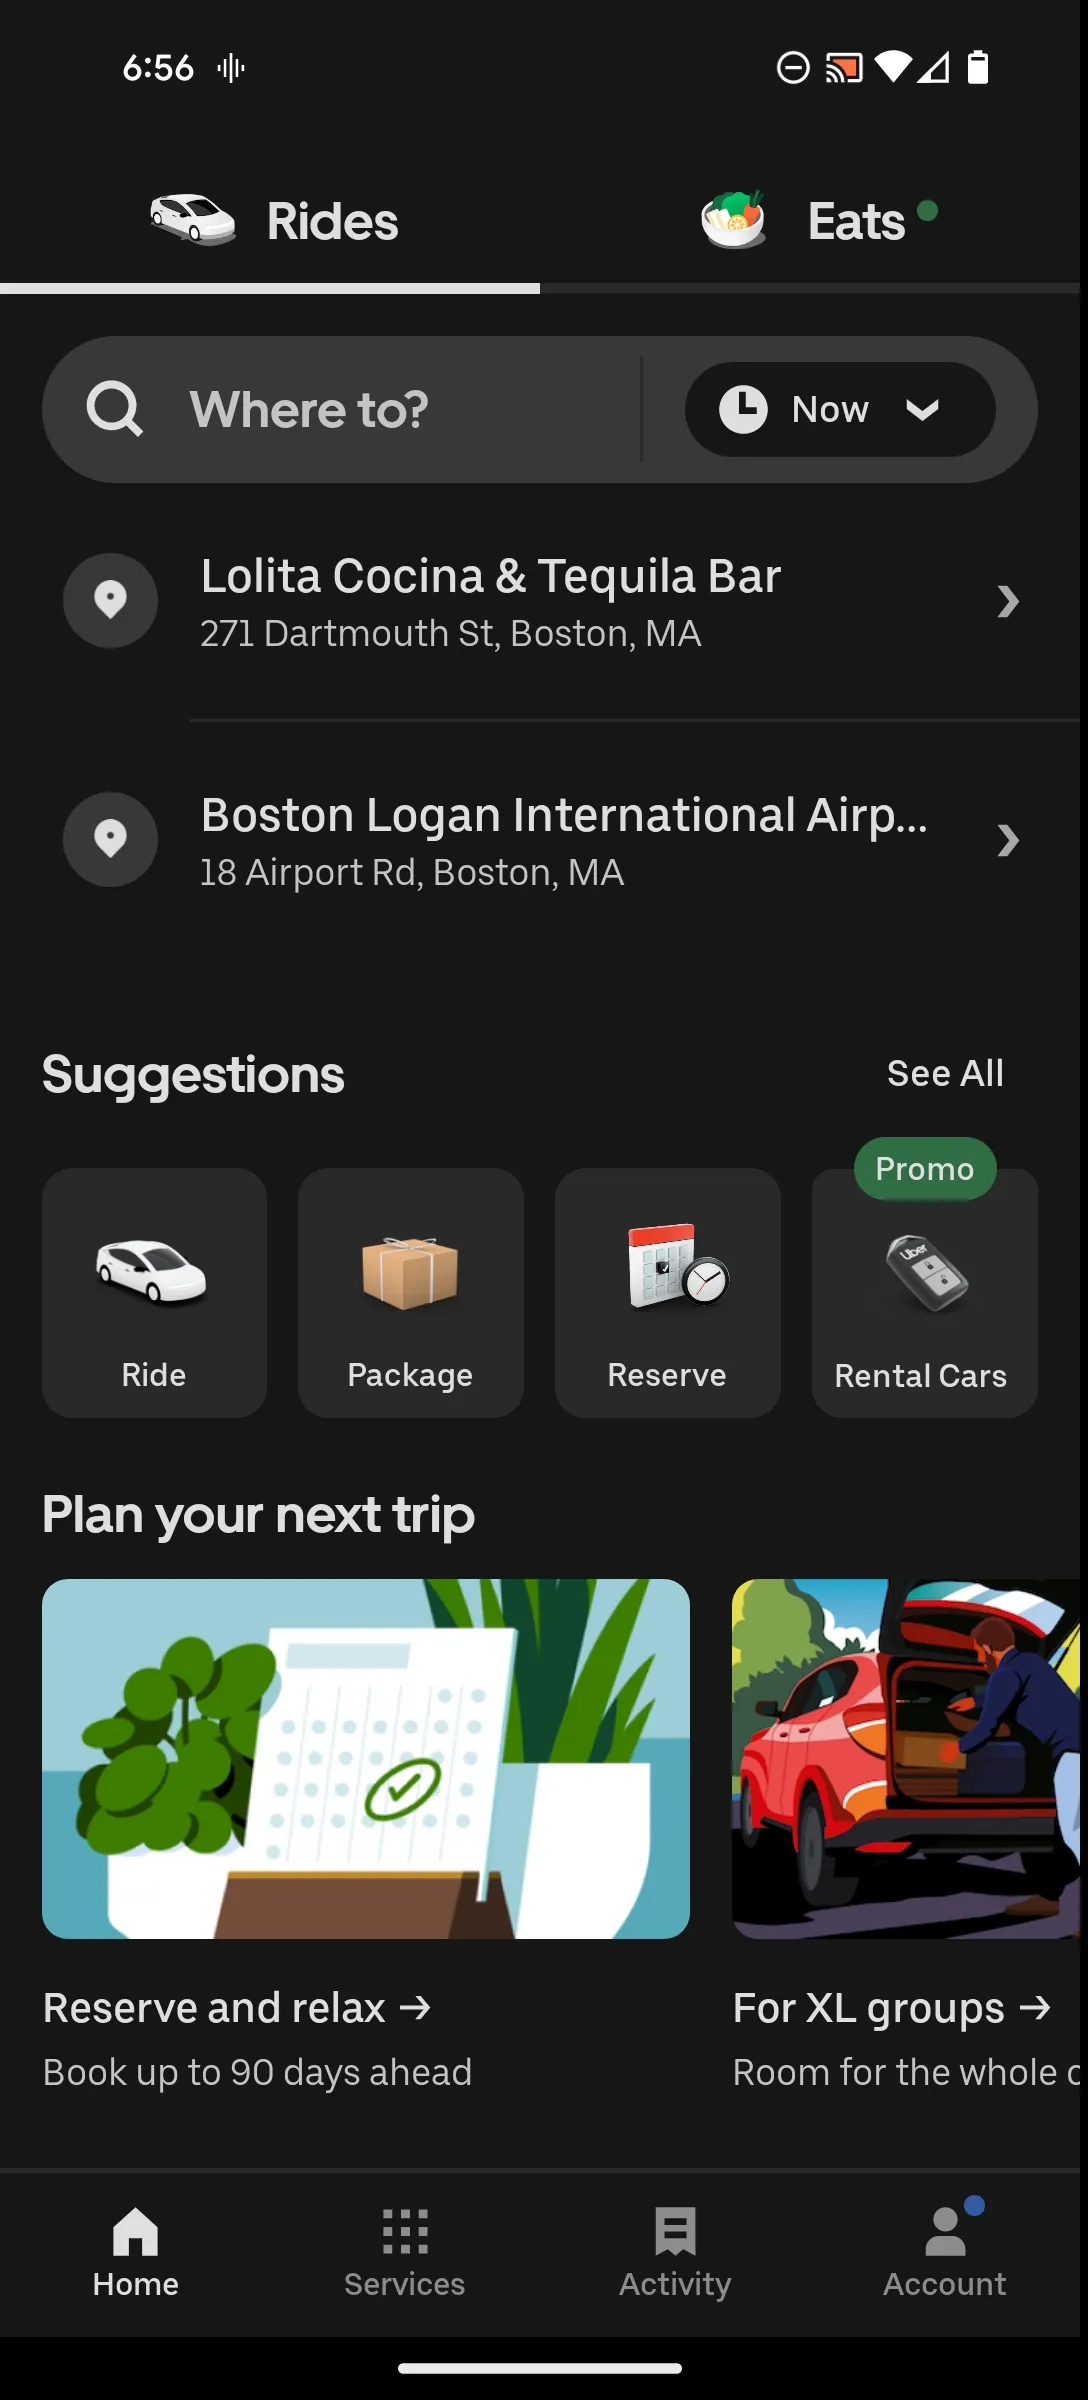 6:56
Rides
Eats
Where to?
Now
Lolita Cocina & Tequila Bar
271 Dartmouth St, Boston, MA
Boston Logan International Airp...
18 Airport Rd, Boston, MA
Suggestions
See All
Promo
Uber
Ride
Package
Reserve
Rental Cars
Plan your next trip
Reserve and relax →
For XL groups →
Book up to 90 days ahead
Room for the whole c
Home
Services
Activity
Account